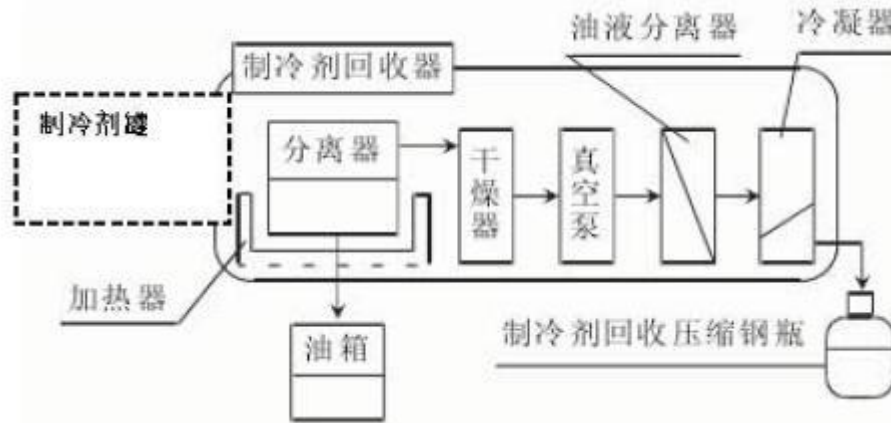 油液分离器
冷凝器
制冷剂回收器
制冷剂罐
分离器
干燥器
真空泵
加热器
油箱
制冷剂回收压缩钢瓶